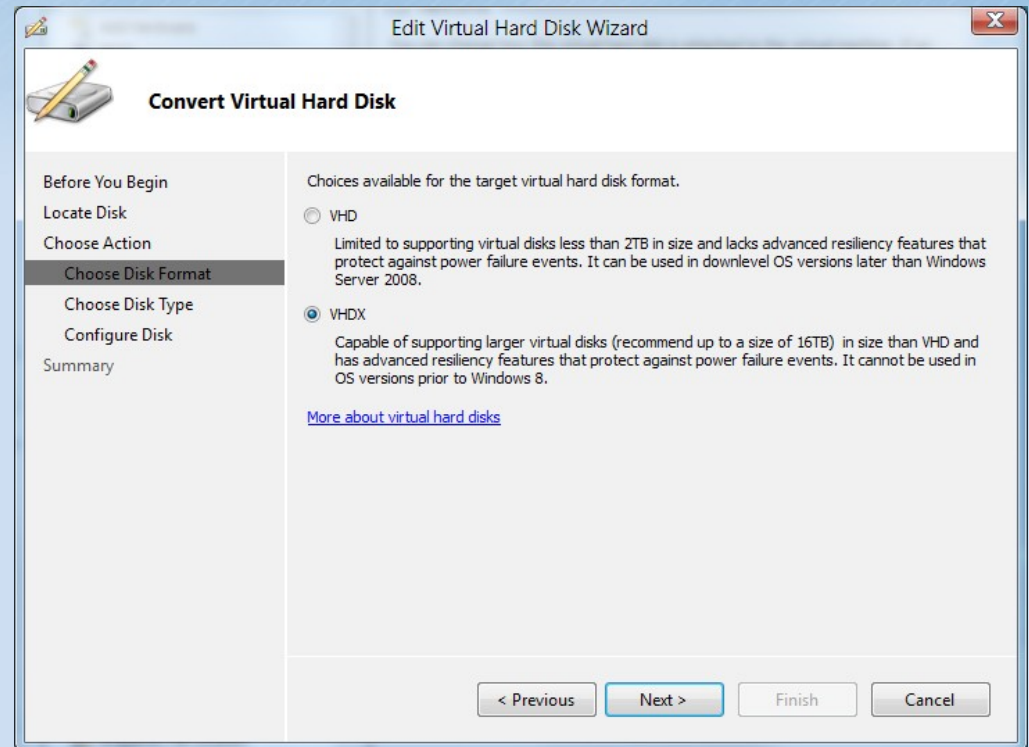 Edit Virtual Hard Disk Wizard
Convert Virtual Hard Disk
Before You Begin
Locate Disk
Choose Action
Choose Disk Format
Choose Disk Type
Configure Disk
Summary
Choices available for the target virtual hard disk format.
VHD
Limited to supporting virtual disks less than 2TB in size and lacks advanced resiliency features that
protect against power failure events. It can be used in downlevel OS versions later than Windows
Server 2008.
VHDX
Capable of supporting larger virtual disks (recommend up to a size of 16TB) in size than VHD and
has advanced resiliency features that protect against power failure events. It cannot be used in
OS versions prior to Windows 8.
More about virtual hard disks
< Previous
Next >
Finish
Cancel